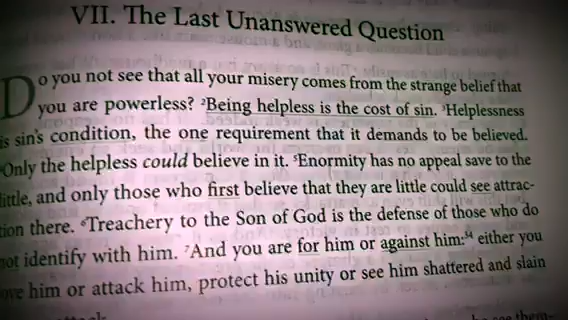 VII. The Last Unanswered Question
Do you not see that all your misery comes from the strange belief that
you are powerless? ²Being helpless is the cost of sin. ³Helplessness
is sin's condition, the one requirement that it demands to be believed.
Only the helpless could believe in it. ⁵Enormity has no appeal save to the
little, and only those who first believe that they are little could see attrac-
tion there. ⁶Treachery to the Son of God is the defense of those who do
not identify with him. ⁷And you are for him or against him:⁵⁴ either you
love him or attack him, protect his unity or see him shattered and slain